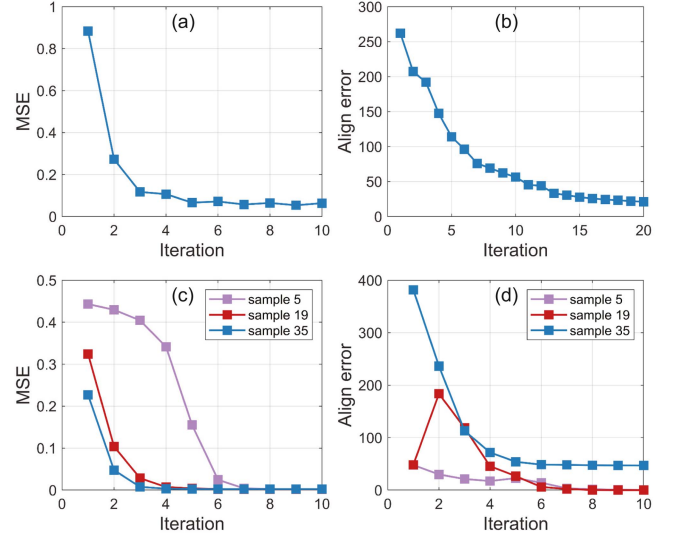 (a)
1
0.8
0.6
0.4
0.2
0
MSE
0 2 4 6 8 10
Iteration
(b)
300
250
200
150
100
50
0
Align error
0 5 10 15 20
Iteration
(c)
sample 5
sample 19
sample 35
0.5
0.4
0.3
0.2
0.1
0
MSE
0 2 4 6 8 10
Iteration
(d)
sample 5
sample 19
sample 35
400
300
200
100
0
Align error
0 2 4 6 8 10
Iteration